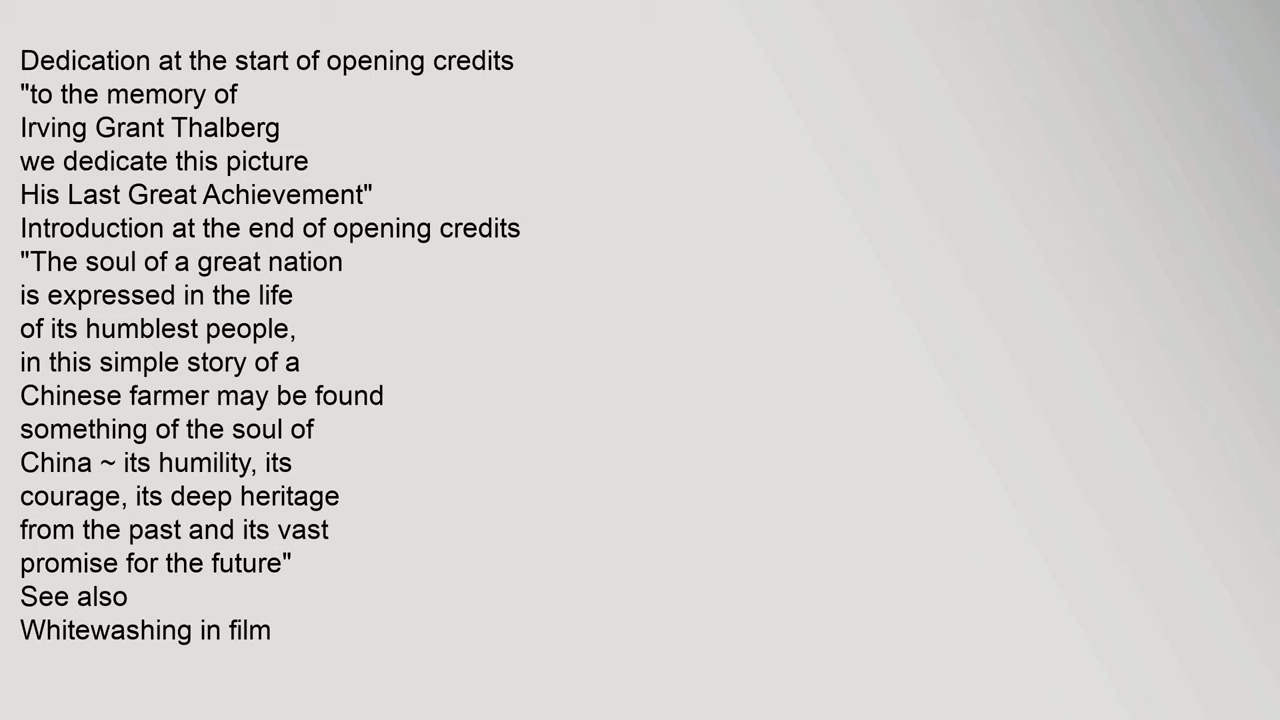 Dedication at the start of opening credits
"to the memory of
Irving Grant Thalberg
we dedicate this picture
His Last Great Achievement"
Introduction at the end of opening credits
"The soul of a great nation
is expressed in the life
of its humblest people,
in this simple story of a
Chinese farmer may be found
something of the soul of
China ~ its humility, its
courage, its deep heritage
from the past and its vast
promise for the future"
See also
Whitewashing in film